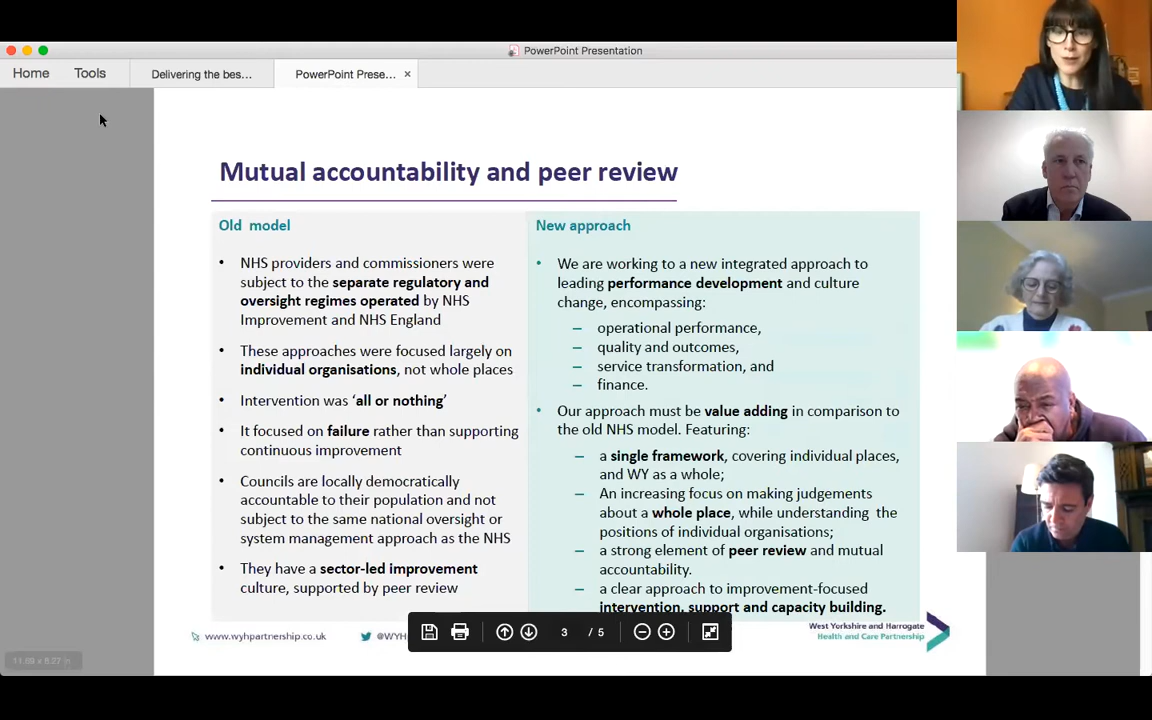 PowerPoint Presentation
Home
Tools
Delivering the bes...
PowerPoint Prese...
×
Mutual accountability and peer review
Old model
• NHS providers and commissioners were
subject to the separate regulatory and
oversight regimes operated by NHS
Improvement and NHS England
• These approaches were focused largely on
individual organisations, not whole places
• Intervention was ‘all or nothing’
• It focused on failure rather than supporting
continuous improvement
• Councils are locally democratically
accountable to their population and not
subject to the same national oversight or
system management approach as the NHS
• They have a sector-led improvement
culture, supported by peer review
New approach
• We are working to a new integrated approach to
leading performance development and culture
change, encompassing:
– operational performance,
– quality and outcomes,
– service transformation, and
– finance.
• Our approach must be value adding in comparison to
the old NHS model. Featuring:
– a single framework, covering individual places,
and WY as a whole;
– An increasing focus on making judgements
about a whole place, while understanding the
positions of individual organisations;
– a strong element of peer review and mutual
accountability.
– a clear approach to improvement-focused
intervention, support and capacity building.
www.wyhpartnership.co.uk
3 / 5
West Yorkshire and Harrogate
Health and Care Partnership
11.69 x 8.27 in